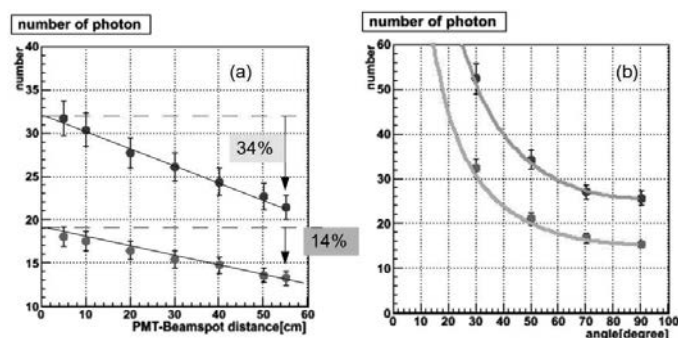 number of photon
number
40
35
30
25
20
15
10
(a)
34%
14%
0 10 20 30 40 50 60
PMT-Beamspot distance[cm]
number of photon
number
60
50
40
30
20
10
0
(b)
0 10 20 30 40 50 60 70 80 90 100
angle[degree]